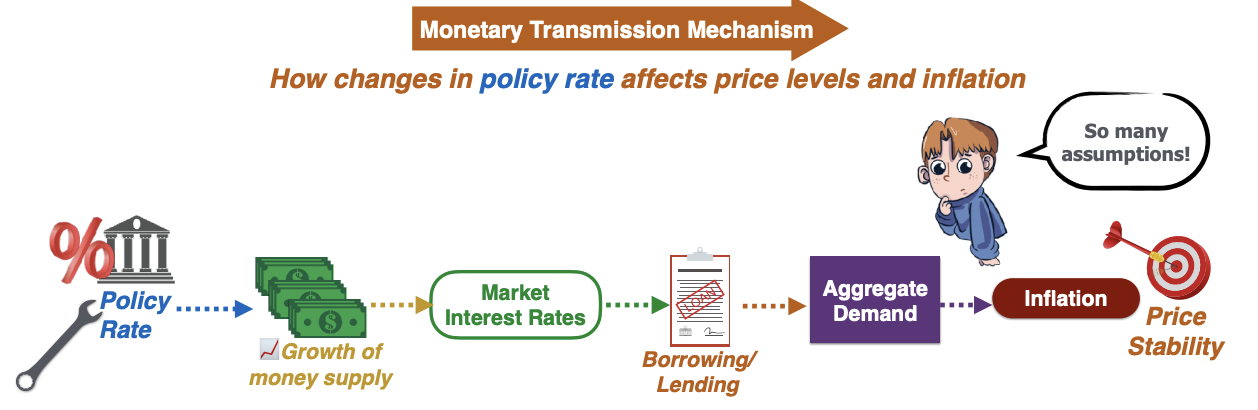 Monetary Transmission Mechanism
How changes in policy rate affects price levels and inflation
So many
assumptions!
%
Policy
Rate
$
Growth of
money supply
Market
Interest Rates
LOAN
Borrowing/
Lending
Aggregate
Demand
Inflation
Price
Stability